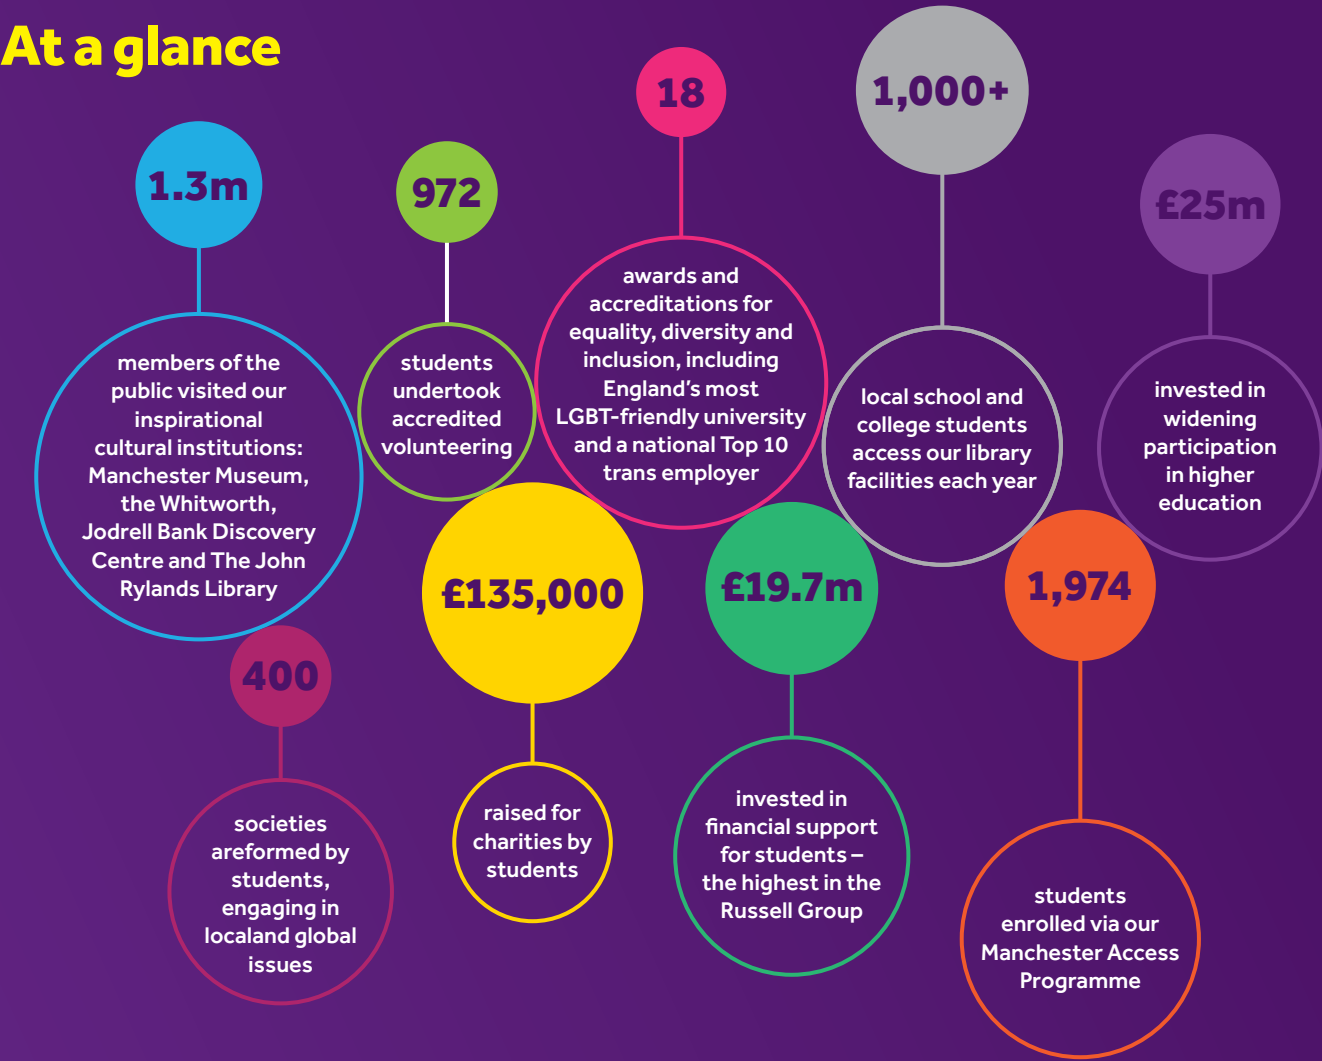 At a glance
1.3m
members of the
public visited our
inspirational
cultural institutions:
Manchester Museum,
the Whitworth,
Jodrell Bank Discovery
Centre and The John
Rylands Library
972
students
undertook
accredited
volunteering
18
awards and
accreditations for
equality, diversity and
inclusion, including
England’s most
LGBT-friendly university
and a national Top 10
trans employer
1,000+
local school and
college students
access our library
facilities each year
£25m
invested in
widening
participation
in higher
education
400
societies
areformed by
students,
engaging in
localand global
issues
£135,000
raised for
charities by
students
£19.7m
invested in
financial support
for students –
the highest in the
Russell Group
1,974
students
enrolled via our
Manchester Access
Programme